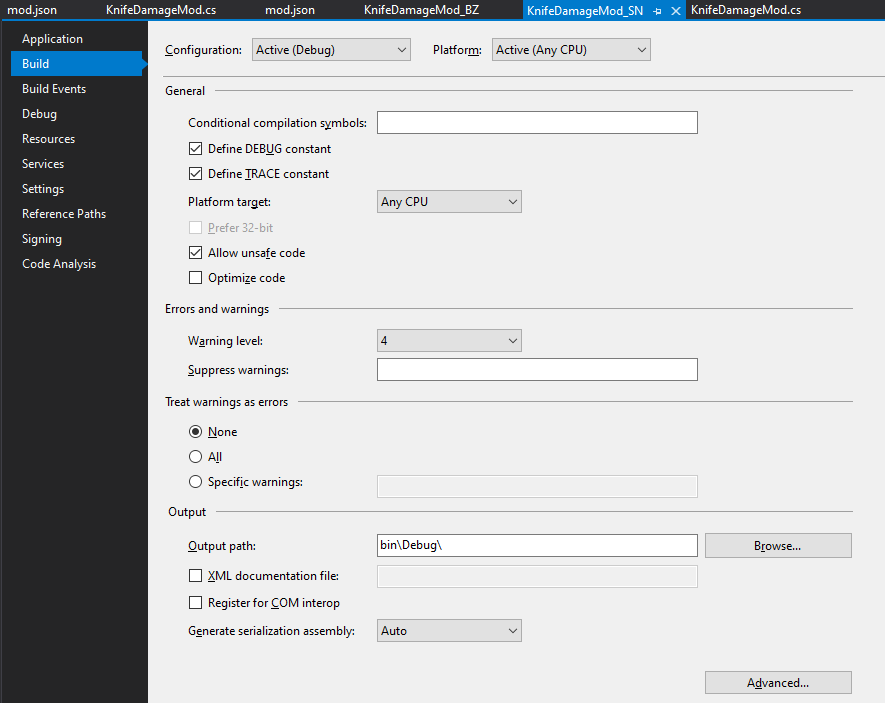 mod.json KnifeDamageMod.cs mod.json KnifeDamageMod_BZ KnifeDamageMod_SN KnifeDamageMod.cs
Application
Build
Build Events
Debug
Resources
Services
Settings
Reference Paths
Signing
Code Analysis
Configuration: Active (Debug) Platform: Active (Any CPU)
General
Conditional compilation symbols:
Define DEBUG constant
Define TRACE constant
Platform target: Any CPU
Prefer 32-bit
Allow unsafe code
Optimize code
Errors and warnings
Warning level: 4
Suppress warnings:
Treat warnings as errors
None
All
Specific warnings:
Output
Output path: bin\Debug\ Browse...
XML documentation file:
Register for COM interop
Generate serialization assembly: Auto
Advanced...